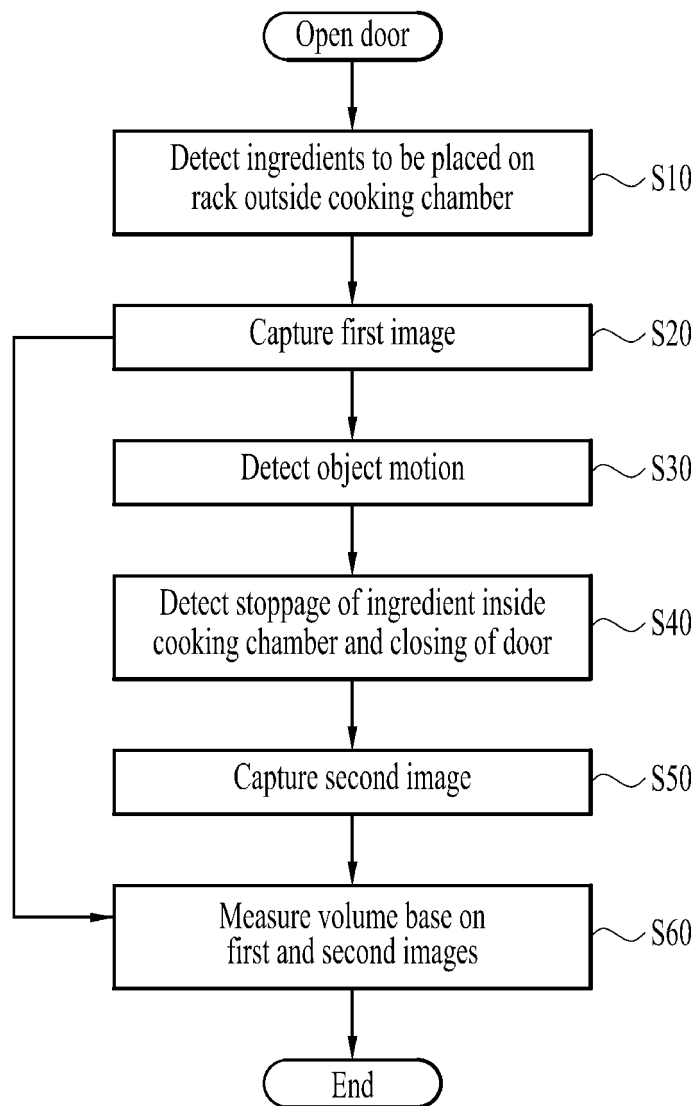 Open door
Detect ingredients to be placed on
rack outside cooking chamber
S10
Capture first image
S20
Detect object motion
S30
Detect stoppage of ingredient inside
cooking chamber and closing of door
S40
Capture second image
S50
Measure volume base on
first and second images
S60
End